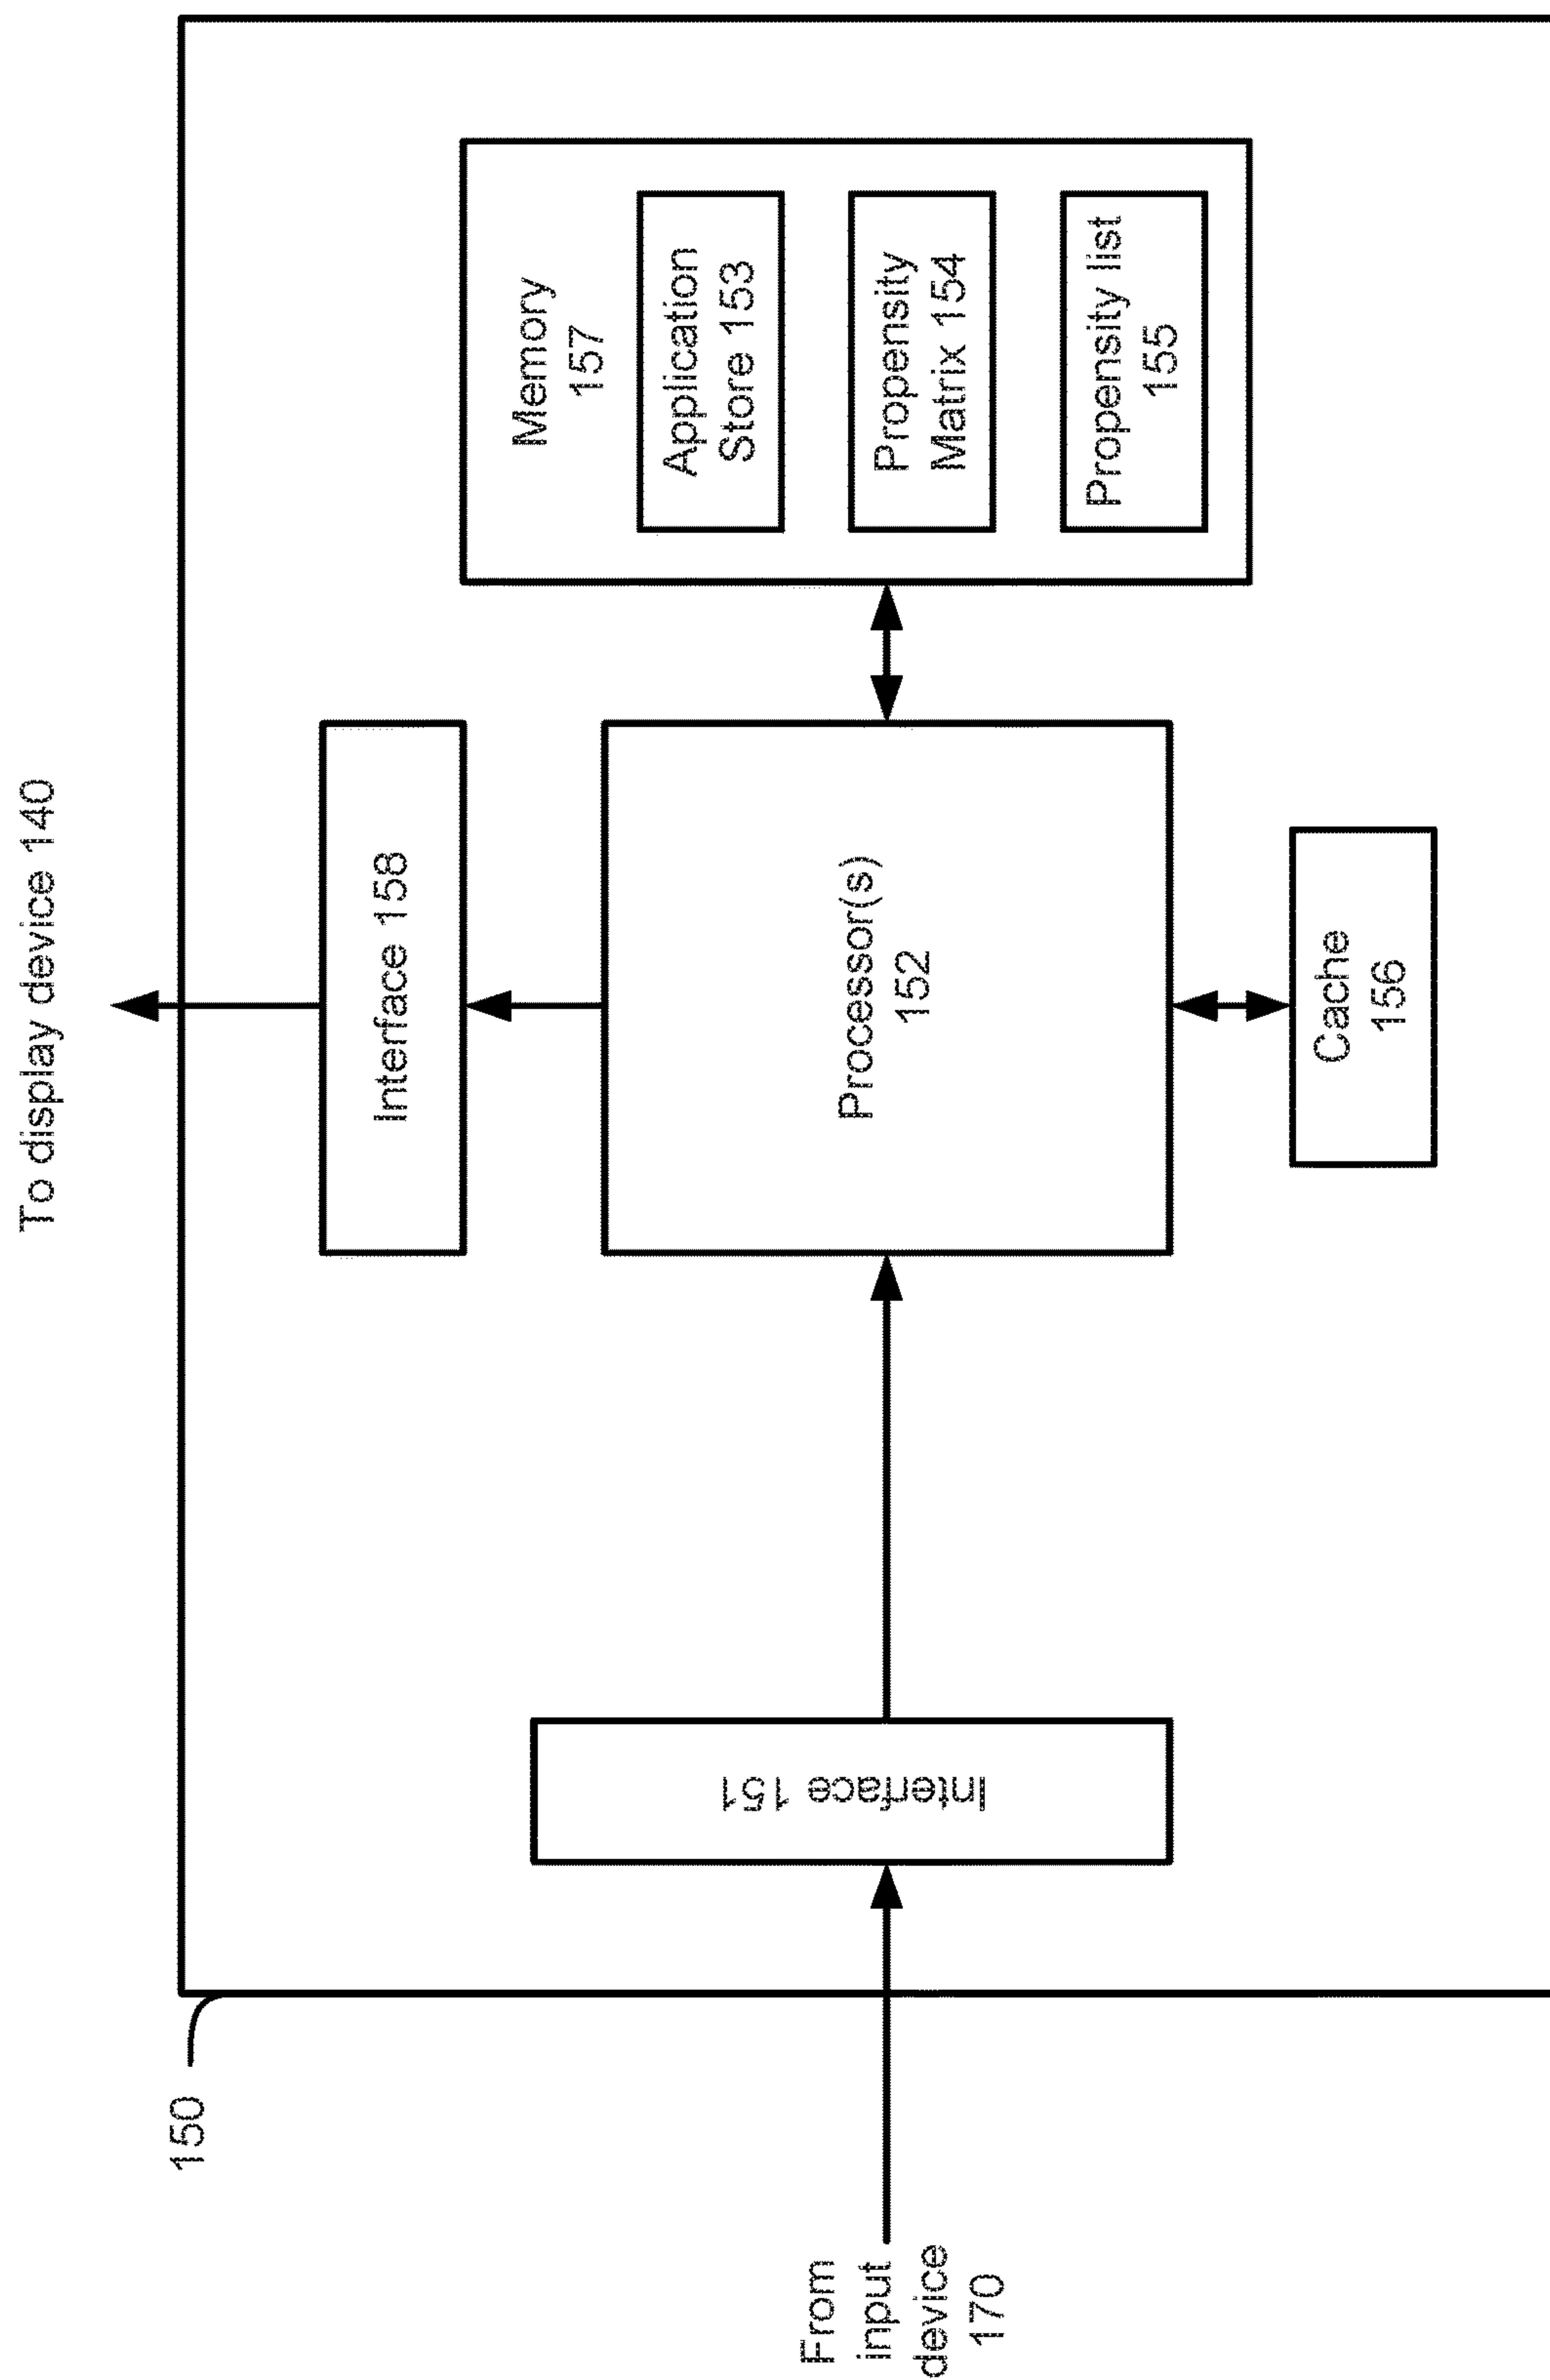 To display device 140
150
Interface 158
Memory
157
Application
Store 153
Processor(s)
152
Propensity
Matrix 154
Propensity list
155
Interface 151
From
input
device
170
Cache
156